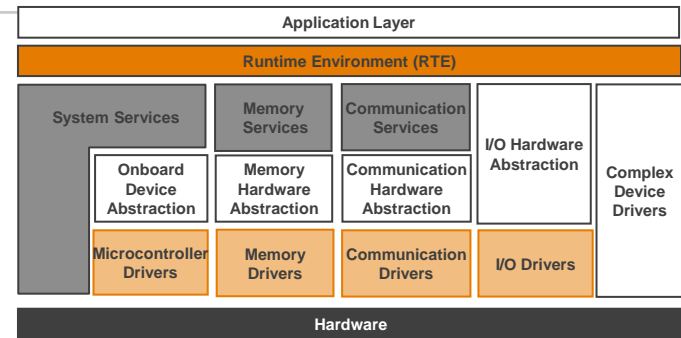 Application Layer
Runtime Environment (RTE)
System Services
Memory
Services
Communication
Services
I/O Hardware
Abstraction
Complex
Device
Drivers
Onboard
Device
Abstraction
Memory
Hardware
Abstraction
Communication
Hardware
Abstraction
Microcontroller
Drivers
Memory
Drivers
Communication
Drivers
I/O Drivers
Hardware